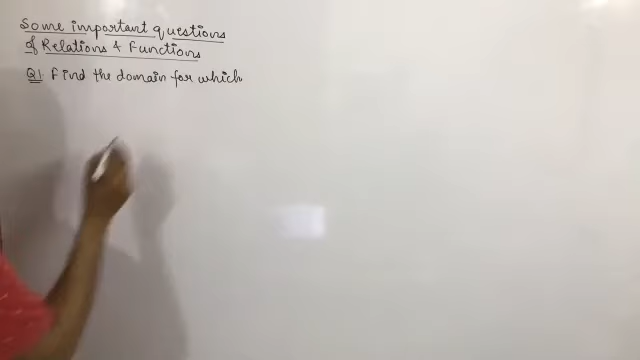 Some important questions
of Relations & Functions
Q1 Find the domain for which